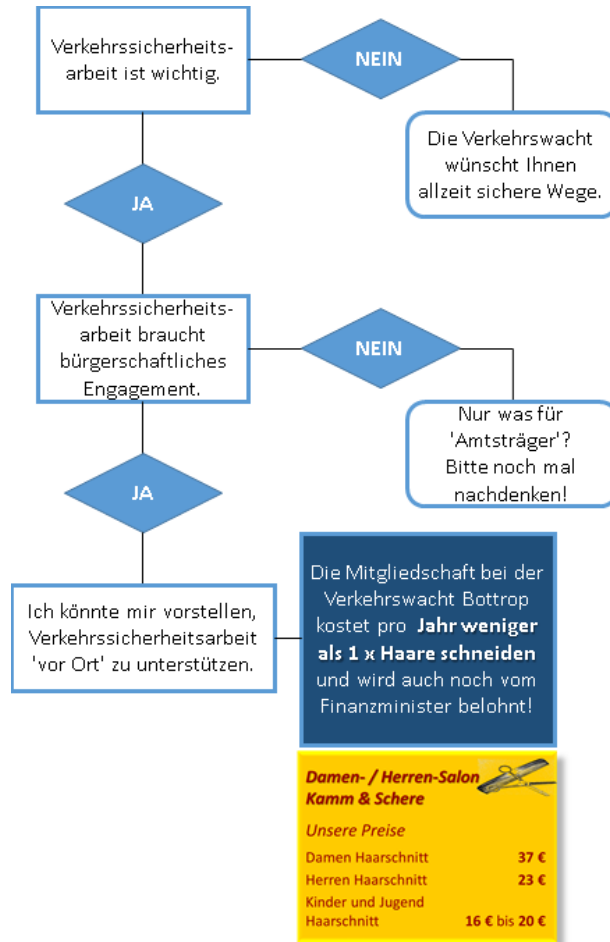 Verkehrssicherheits-
arbeit ist wichtig.
NEIN
Die Verkehrswacht
wünscht Ihnen
allzeit sichere Wege.
JA
Verkehrssicherheits-
arbeit braucht
bürgerschaftliches
Engagement.
NEIN
Nur was für
'Amtsträger'?
Bitte noch mal
nachdenken!
JA
Ich könnte mir vorstellen,
Verkehrssicherheitsarbeit
'vor Ort' zu unterstützen.
Die Mitgliedschaft bei der
Verkehrswacht Bottrop
kostet pro Jahr weniger
als 1 x Haare schneiden
und wird auch noch vom
Finanzminister belohnt!
Damen- / Herren-Salon
Kamm & Schere
Unsere Preise
Damen Haarschnitt 37 €
Herren Haarschnitt 23 €
Kinder und Jugend
Haarschnitt 16 € bis 20 €